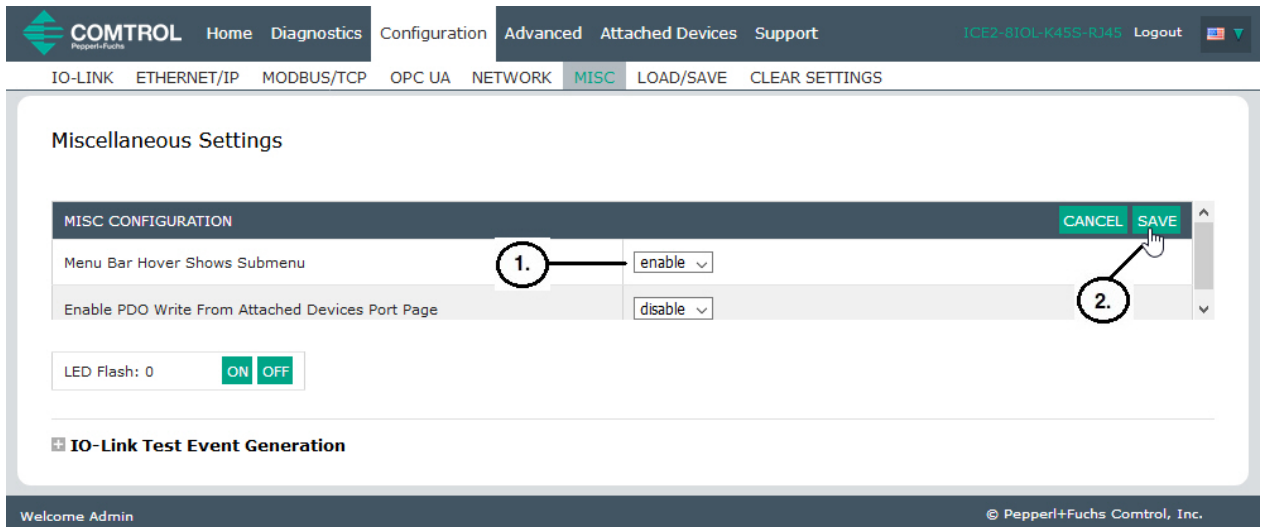 COMTROL Home Diagnostics Configuration Advanced Attached Devices Support ICE2-8IOL-K45S-RJ45 Logout
Pepperl+Fuchs
IO-LINK ETHERNET/IP MODBUS/TCP OPC UA NETWORK MISC LOAD/SAVE CLEAR SETTINGS
Miscellaneous Settings
MISC CONFIGURATION CANCEL SAVE
Menu Bar Hover Shows Submenu 1. enable
Enable PDO Write From Attached Devices Port Page disable 2.
LED Flash: 0 ON OFF
IO-Link Test Event Generation
Welcome Admin © Pepperl+Fuchs Comtrol, Inc.